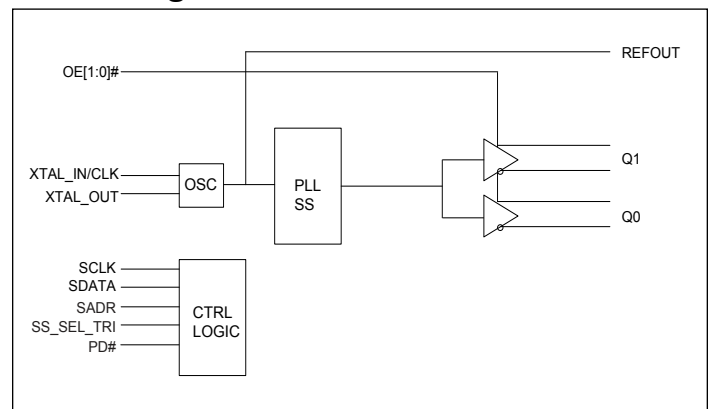 REFOUT
OE[1:0]#
XTAL_IN/CLK
XTAL_OUT
OSC
PLL
SS
Q1
Q0
SCLK
SDATA
SADR
SS_SEL_TRI
PD#
CTRL
LOGIC